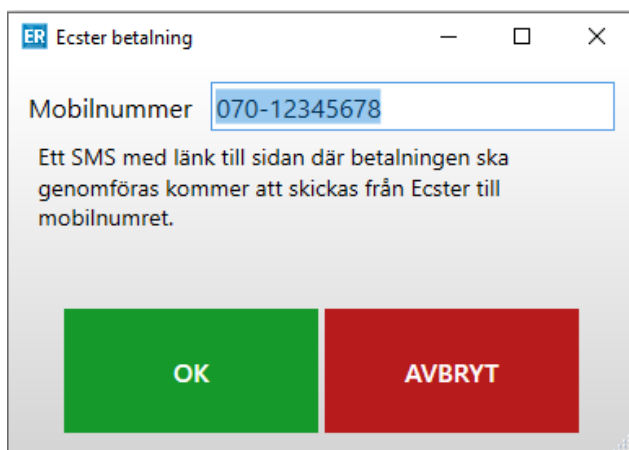 ER Ecster betalning
Mobilnummer 070-12345678
Ett SMS med länk till sidan där betalningen ska
genomföras kommer att skickas från Ecster till
mobilnumret.
OK AVBRYT